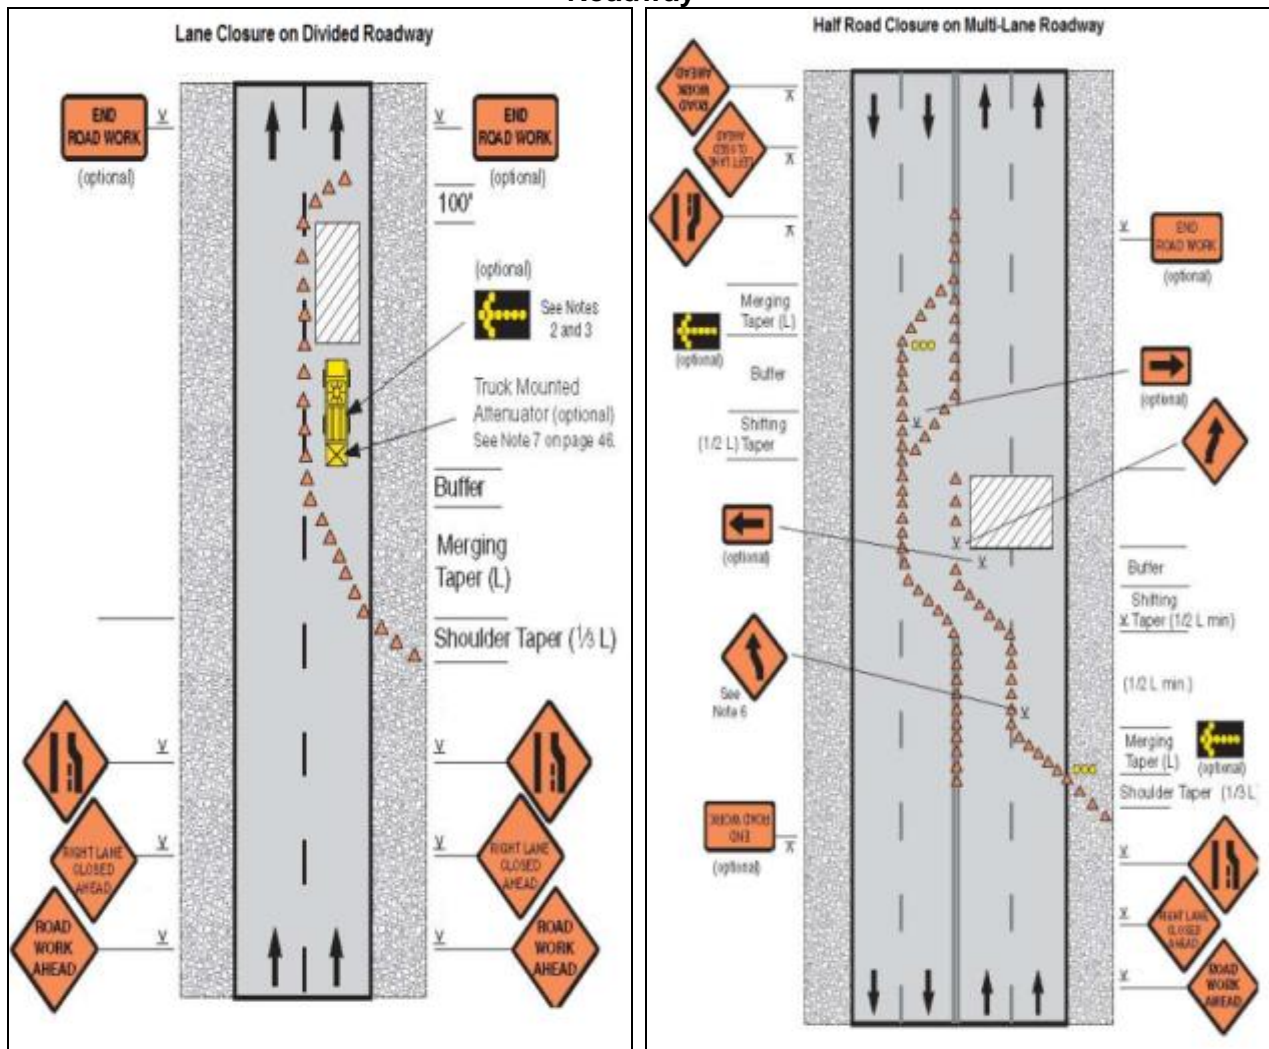 Roadway
Lane Closure on Divided Roadway
END
ROAD WORK
(optional)
END
ROAD WORK
(optional)
100'
(optional)
See Notes
2 and 3
Truck Mounted
Attenuator (optional)
See Note 7 on page 46.
Buffer
Merging
Taper (L)
Shoulder Taper (1/3 L)
RIGHT LANE
CLOSED
AHEAD
ROAD
WORK
AHEAD
RIGHT LANE
CLOSED
AHEAD
ROAD
WORK
AHEAD
Half Road Closure on Multi-Lane Roadway
ROAD
WORK
AHEAD
LEFT LANE
CLOSED
AHEAD
END
ROAD WORK
(optional)
Merging
Taper (L)
(optional)
Buffer
Shifting
(1/2 L) Taper
(optional)
(optional)
See
Note 6
Buffer
Shifting
Taper (1/2 L min)
(1/2 L min.)
Merging
Taper (L)
(optional)
Shoulder Taper (1/3 L
END
ROAD WORK
(optional)
RIGHT LANE
CLOSED
AHEAD
ROAD
WORK
AHEAD